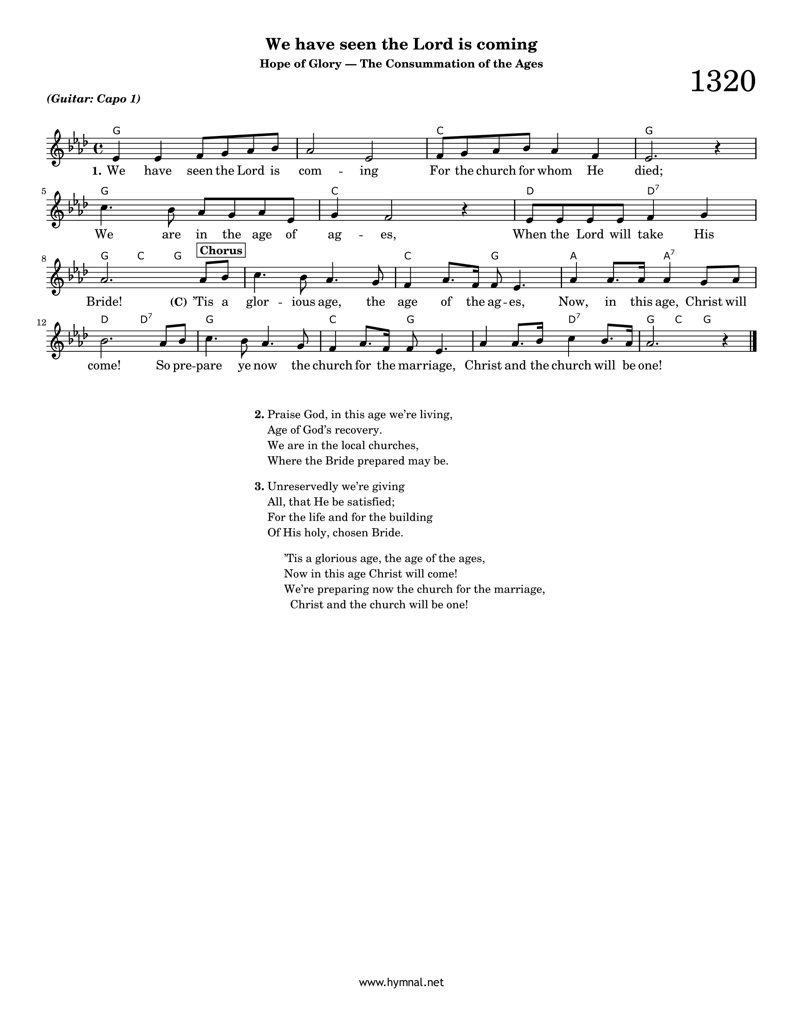 We have seen the Lord is coming
Hope of Glory — The Consummation of the Ages
1320
(Guitar: Capo 1)
G C G
1. We have seen the Lord is com - ing For the church for whom He died;
5 G C D D7
We are in the age of ag - es, When the Lord will take His
8 G C G Chorus C G A A7
Bride! (C) ’Tis a glor - ious age, the age of the ag - es, Now, in this age, Christ will
12 D D7 G C G D7 G C G
come! So pre-pare ye now the church for the marriage, Christ and the church will be one!
2. Praise God, in this age we’re living,
Age of God’s recovery.
We are in the local churches,
Where the Bride prepared may be.
3. Unreservedly we’re giving
All, that He be satisfied;
For the life and for the building
Of His holy, chosen Bride.
’Tis a glorious age, the age of the ages,
Now in this age Christ will come!
We’re preparing now the church for the marriage,
Christ and the church will be one!
www.hymnal.net